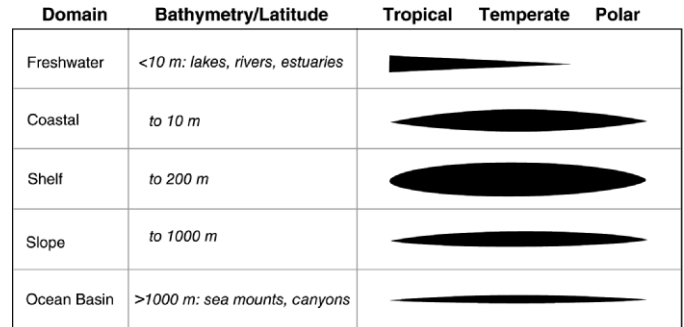 Domain Bathymetry/Latitude Tropical Temperate Polar
Freshwater <10 m: lakes, rivers, estuaries
Coastal to 10 m
Shelf to 200 m
Slope to 1000 m
Ocean Basin >1000 m: sea mounts, canyons